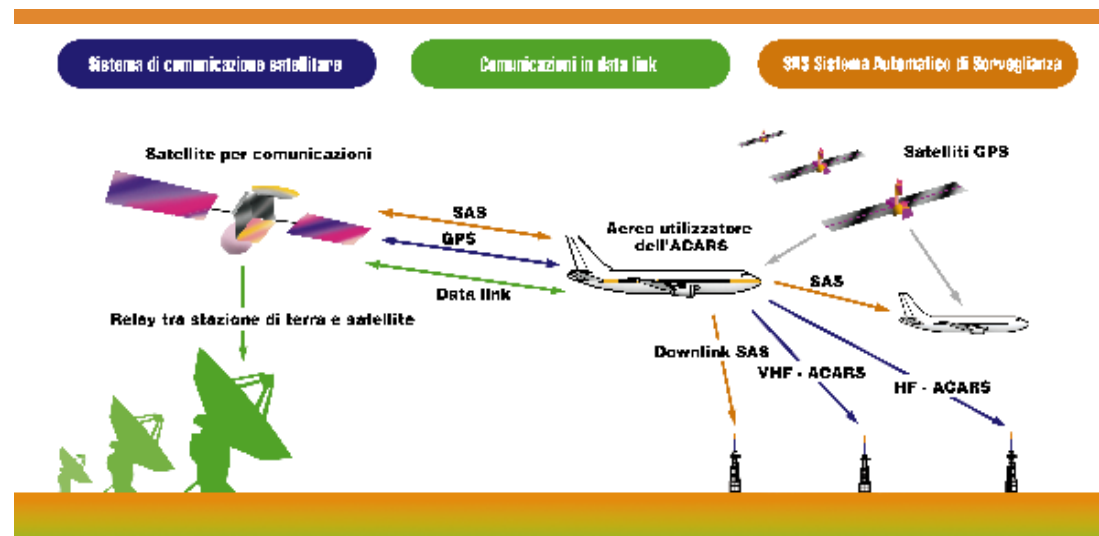 Sistema di comunicazione satellitare
Comunicazioni in data link
SAS Sistema Automatico di Sorveglianza
Satellite per comunicazioni
Satelliti GPS
SAS
GPS
Data link
Aereo utilizzatore
dell'ACARS
SAS
Relay tra stazione di terra e satellite
Downlink SAS
VHF - ACARS
HF - ACARS